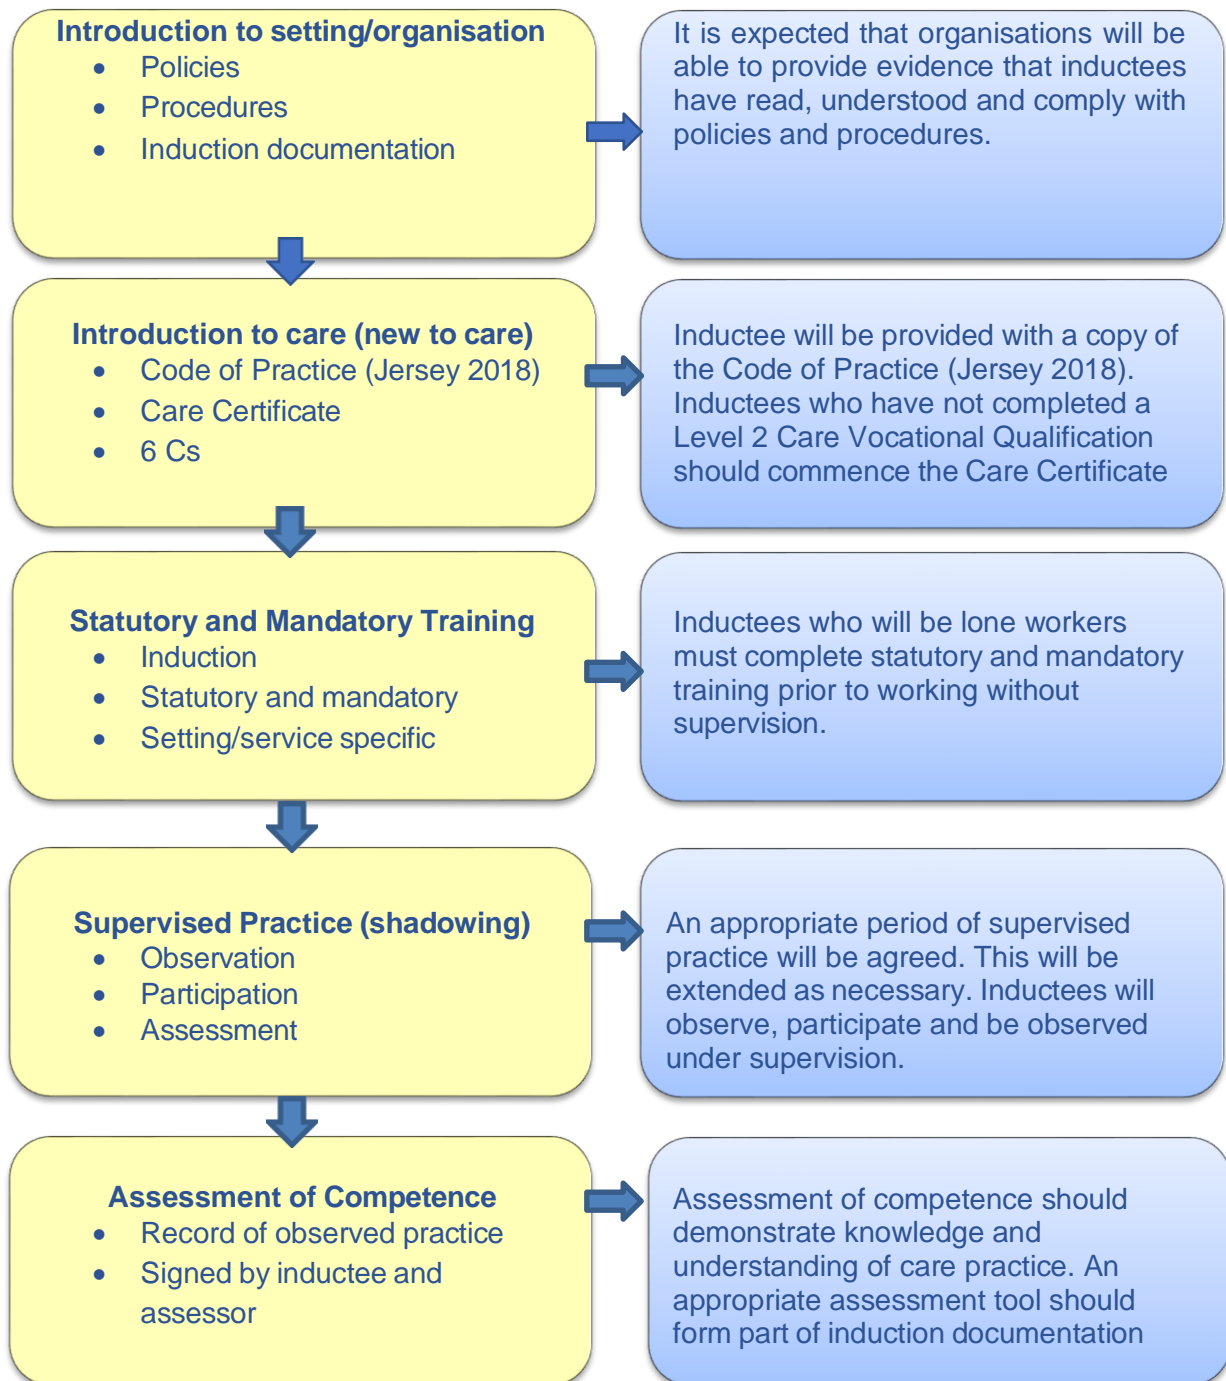 Introduction to setting/organisation
• Policies
• Procedures
• Induction documentation
It is expected that organisations will be
able to provide evidence that inductees
have read, understood and comply with
policies and procedures.
Introduction to care (new to care)
• Code of Practice (Jersey 2018)
• Care Certificate
• 6 Cs
Inductee will be provided with a copy of
the Code of Practice (Jersey 2018).
Inductees who have not completed a
Level 2 Care Vocational Qualification
should commence the Care Certificate
Statutory and Mandatory Training
• Induction
• Statutory and mandatory
• Setting/service specific
Inductees who will be lone workers
must complete statutory and mandatory
training prior to working without
supervision.
Supervised Practice (shadowing)
• Observation
• Participation
• Assessment
An appropriate period of supervised
practice will be agreed. This will be
extended as necessary. Inductees will
observe, participate and be observed
under supervision.
Assessment of Competence
• Record of observed practice
• Signed by inductee and
assessor
Assessment of competence should
demonstrate knowledge and
understanding of care practice. An
appropriate assessment tool should
form part of induction documentation